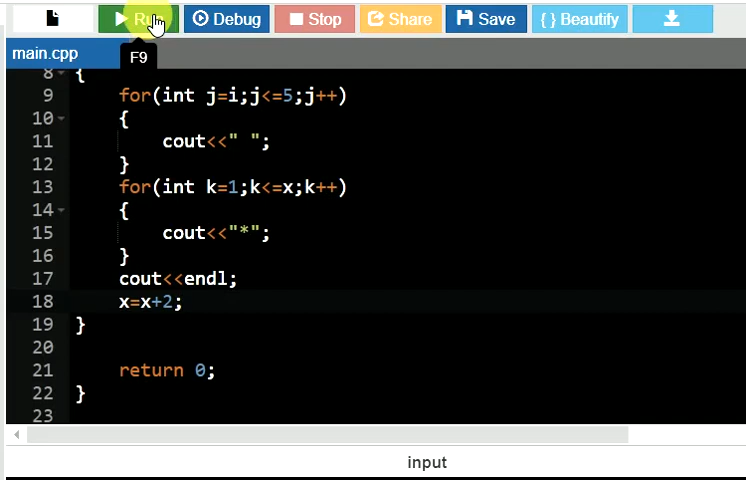 Run Debug Stop Share Save { } Beautify
main.cpp F9
8 {
9 for(int j=i;j<=5;j++)
10 {
11 cout<<" ";
12 }
13 for(int k=1;k<=x;k++)
14 {
15 cout<<"*";
16 }
17 cout<<endl;
18 x=x+2;
19 }
20
21 return 0;
22 }
23
input